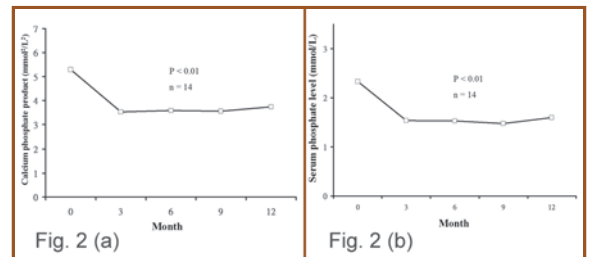 Calcium phosphate product (mmol²/L²)
7
6
5
4
3
2
1
0
P < 0.01
n = 14
0 3 6 9 12
Month
Fig. 2 (a)
Serum phosphate level (mmol/L)
3
2
1
0
P < 0.01
n = 14
0 3 6 9 12
Month
Fig. 2 (b)